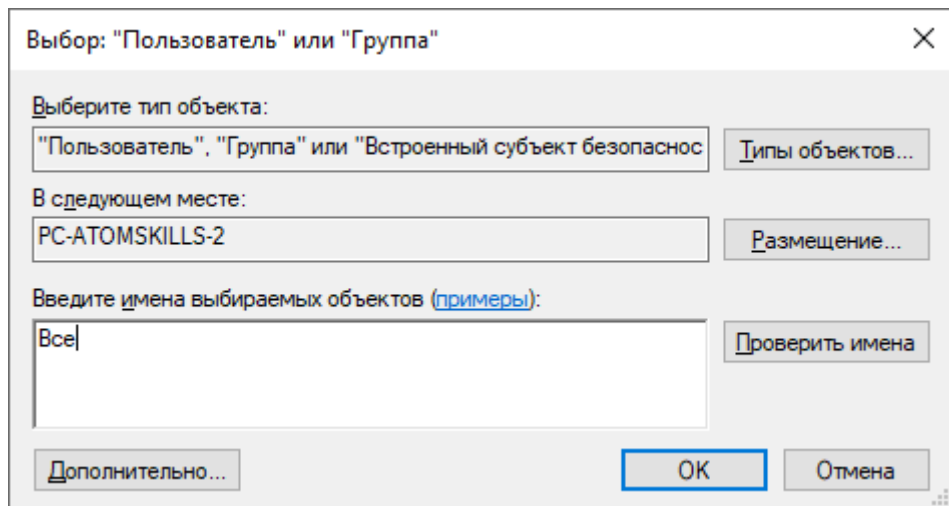 Выбор: "Пользователь" или "Группа"
Выберите тип объекта:
"Пользователь", "Группа" или "Встроенный субъект безопаснос
Типы объектов...
В следующем месте:
PC-ATOMSKILLS-2
Размещение...
Введите имена выбираемых объектов (примеры):
Все
Проверить имена
Дополнительно...
OK
Отмена